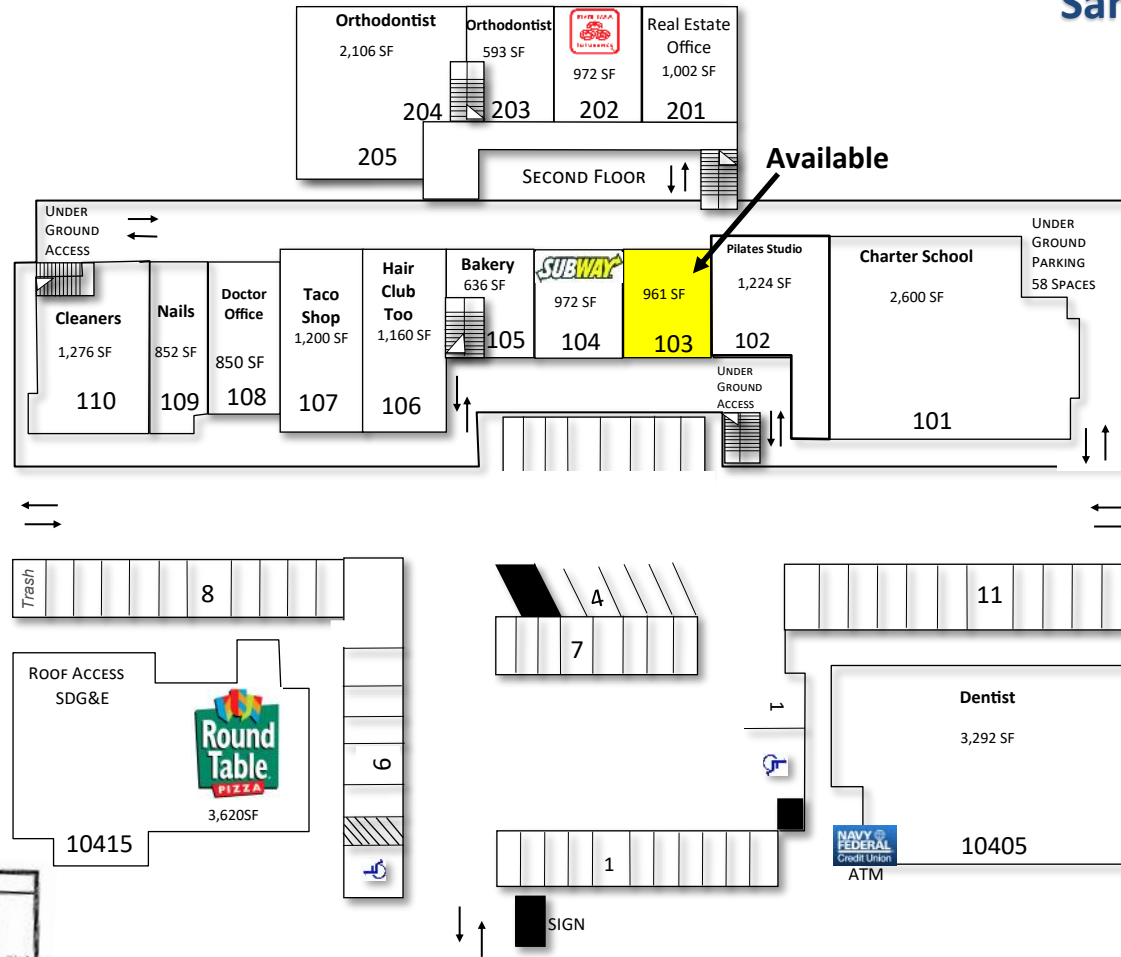 San
Orthodontist
2,106 SF
204
205
Orthodontist
593 SF
203
972 SF
202
Real Estate
Office
1,002 SF
201
SECOND FLOOR
Available
UNDER
GROUND
ACCESS
UNDER
GROUND
PARKING
58 SPACES
Cleaners
1,276 SF
110
Nails
852 SF
109
Doctor
Office
850 SF
108
Taco
Shop
1,200 SF
107
Hair
Club
Too
1,160 SF
106
Bakery
636 SF
105
SUBWAY
972 SF
104
961 SF
103
Pilates Studio
1,224 SF
102
Charter School
2,600 SF
101
UNDER
GROUND
ACCESS
Trash
8
4
7
11
ROOF ACCESS
SDG&E
Round
Table
PIZZA
3,620SF
10415
6
1
Dentist
3,292 SF
NAVY
FEDERAL
Credit Union
ATM
10405
1
SIGN